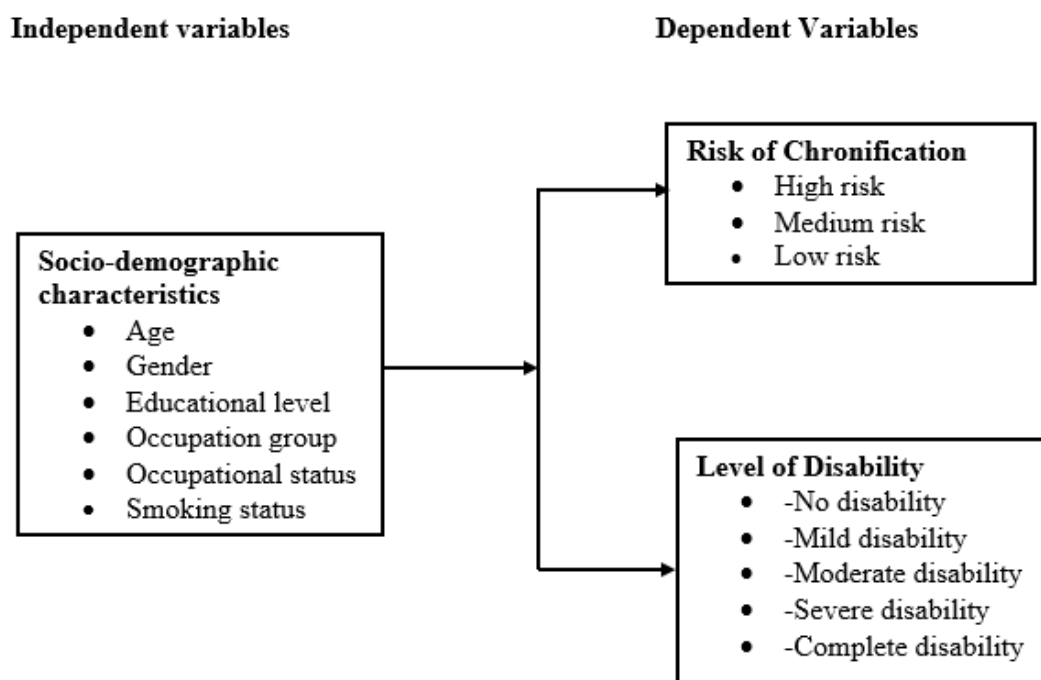 Independent variables
Dependent Variables
Risk of Chronification
• High risk
• Medium risk
• Low risk
Socio-demographic
characteristics
• Age
• Gender
• Educational level
• Occupation group
• Occupational status
• Smoking status
Level of Disability
• -No disability
• -Mild disability
• -Moderate disability
• -Severe disability
• -Complete disability